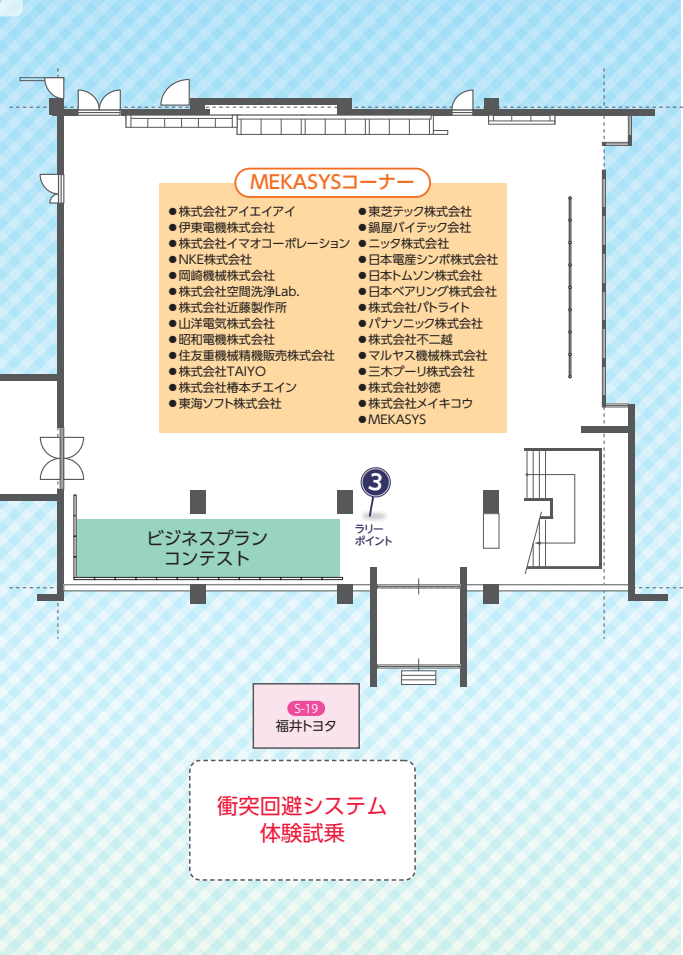 MEKASYSコーナー
●株式会社アイエイアイ
●伊東電機株式会社
●株式会社イマオコーポレーション
●NKE株式会社
●岡崎機械株式会社
●株式会社空間洗浄Lab.
●株式会社近藤製作所
●山洋電気株式会社
●昭和電機株式会社
●住友重機械精機販売株式会社
●株式会社TAIYO
●株式会社椿本チエイン
●東海ソフト株式会社
●東芝テック株式会社
●鍋屋バイテック会社
●ニッタ株式会社
●日本電産シンポ株式会社
●日本トムソン株式会社
●日本ベアリング株式会社
●株式会社パトライト
●パナソニック株式会社
●株式会社不二越
●マルヤス機械株式会社
●三木プーリ株式会社
●株式会社妙徳
●株式会社メイキコウ
●MEKASYS
3
ラリー
ポイント
ビジネスプラン
コンテスト
S-19
福井トヨタ
衝突回避システム
体験試乗